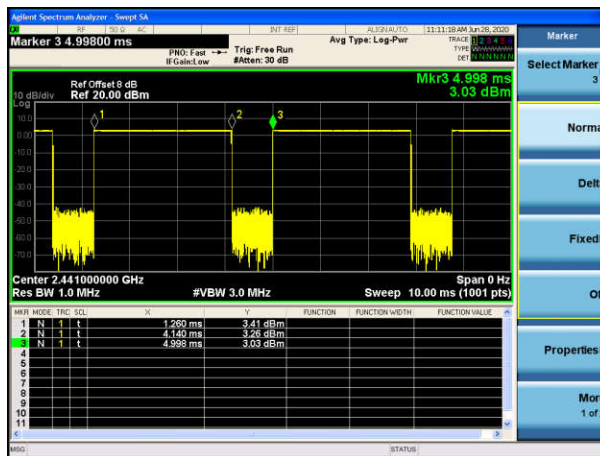 Agilent Spectrum Analyzer - Swept SA
RF 50 Ω AC INT REF ALIGNAUTO 11:11:18 AM Jun 28, 2020
Marker 3 4.99800 ms
PNO: Fast
IFGain:Low
Trig: Free Run
#Atten: 30 dB
Avg Type: Log-Pwr
TRACE 1 2 3 4 5 6
TYPE
DET N N N N N N
Marker
Ref Offset 8 dB
10 dB/div Ref 20.00 dBm
Log
Mkr3 4.998 ms
3.03 dBm
10.0
0.00
-10.0
-20.0
-30.0
-40.0
-50.0
-60.0
-70.0
1
2
3
Center 2.441000000 GHz
Span 0 Hz
Res BW 1.0 MHz
#VBW 3.0 MHz
Sweep 10.00 ms (1001 pts)
MKR MODE TRC SCL X Y FUNCTION FUNCTION WIDTH FUNCTION VALUE
1 N 1 t 1.260 ms 3.41 dBm
2 N 1 t 4.140 ms 3.26 dBm
3 N 1 t 4.998 ms 3.03 dBm
4
5
6
7
8
9
10
11
MSG
STATUS
Select Marker
3
Norma
Delt
Fixed
Of
Properties
Mor
1 of